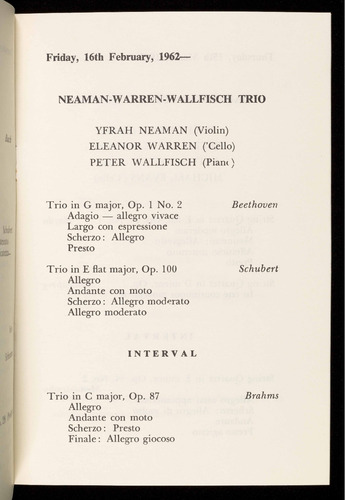 Friday, 16th February, 1962—
NEAMAN-WARREN-WALLFISCH TRIO
YFRAH NEAMAN (Violin)
ELEANOR WARREN ('Cello)
PETER WALLFISCH (Piano)
Trio in G major, Op. 1 No. 2 Beethoven
Adagio — allegro vivace
Largo con espressione
Scherzo: Allegro
Presto
Trio in E flat major, Op. 100 Schubert
Allegro
Andante con moto
Scherzo: Allegro moderato
Allegro moderato
INTERVAL
Trio in C major, Op. 87 Brahms
Allegro
Andante con moto
Scherzo: Presto
Finale: Allegro giocoso